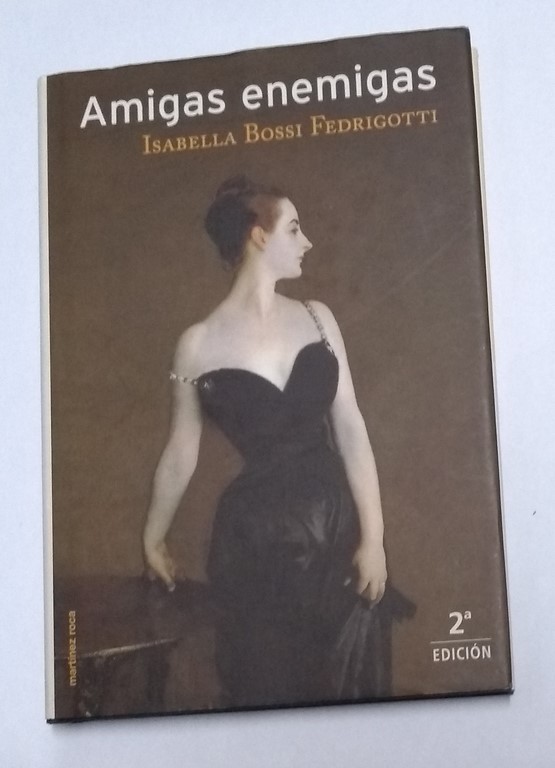 Amigas enemigas
ISABELLA BOSSI FEDRIGOTTI
martínez roca
2ª
EDICIÓN